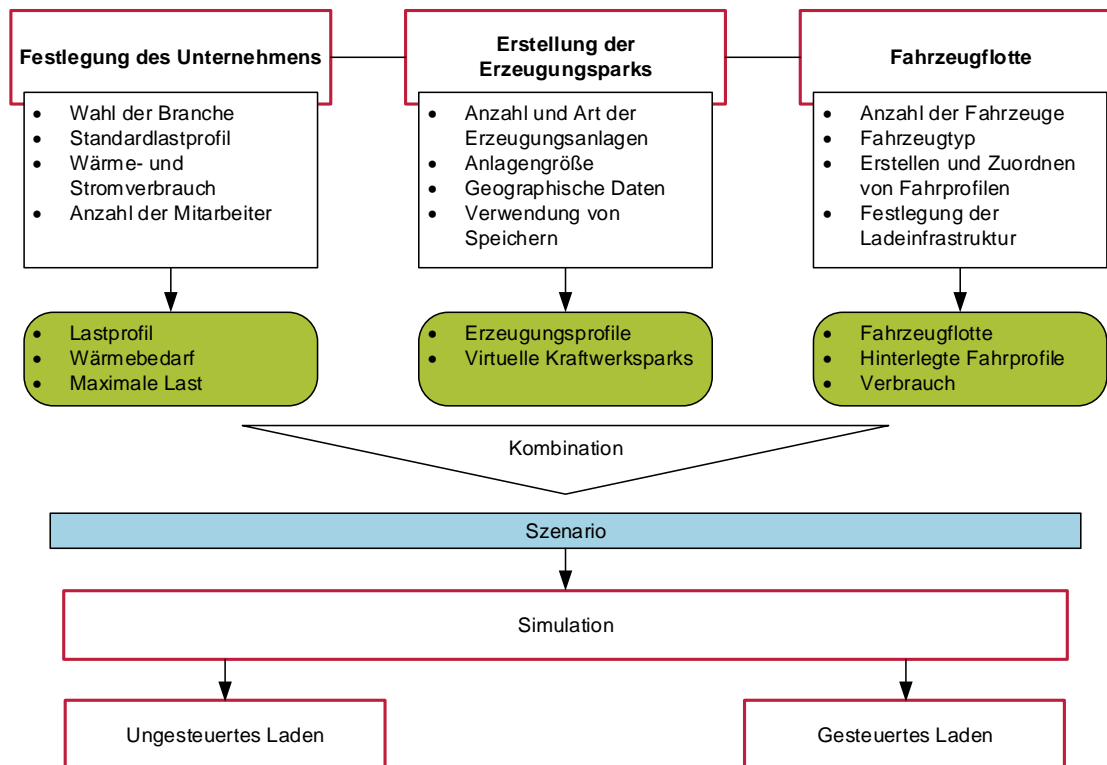 Festlegung des Unternehmens
• Wahl der Branche
• Standardlastprofil
• Wärme- und
Stromverbrauch
• Anzahl der Mitarbeiter
• Lastprofil
• Wärmebedarf
• Maximale Last
Erstellung der
Erzeugungsparks
• Anzahl und Art der
Erzeugungsanlagen
• Anlagengröße
• Geographische Daten
• Verwendung von
Speichern
• Erzeugungsprofile
• Virtuelle Kraftwerksparks
Fahrzeugflotte
• Anzahl der Fahrzeuge
• Fahrzeugtyp
• Erstellen und Zuordnen
von Fahrprofilen
• Festlegung der
Ladeinfrastruktur
• Fahrzeugflotte
• Hinterlegte Fahrprofile
• Verbrauch
Kombination
Szenario
Simulation
Ungesteuertes Laden
Gesteuertes Laden